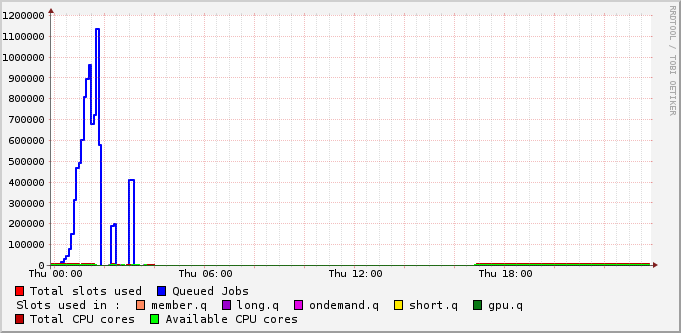 1200000
1100000
1000000
900000
800000
700000
600000
500000
400000
300000
200000
100000
0
Thu 00:00 Thu 06:00 Thu 12:00 Thu 18:00
RRDTOOL / TOBI OETIKER
Total slots used Queued Jobs
Slots used in : member.q long.q ondemand.q short.q gpu.q
Total CPU cores Available CPU cores